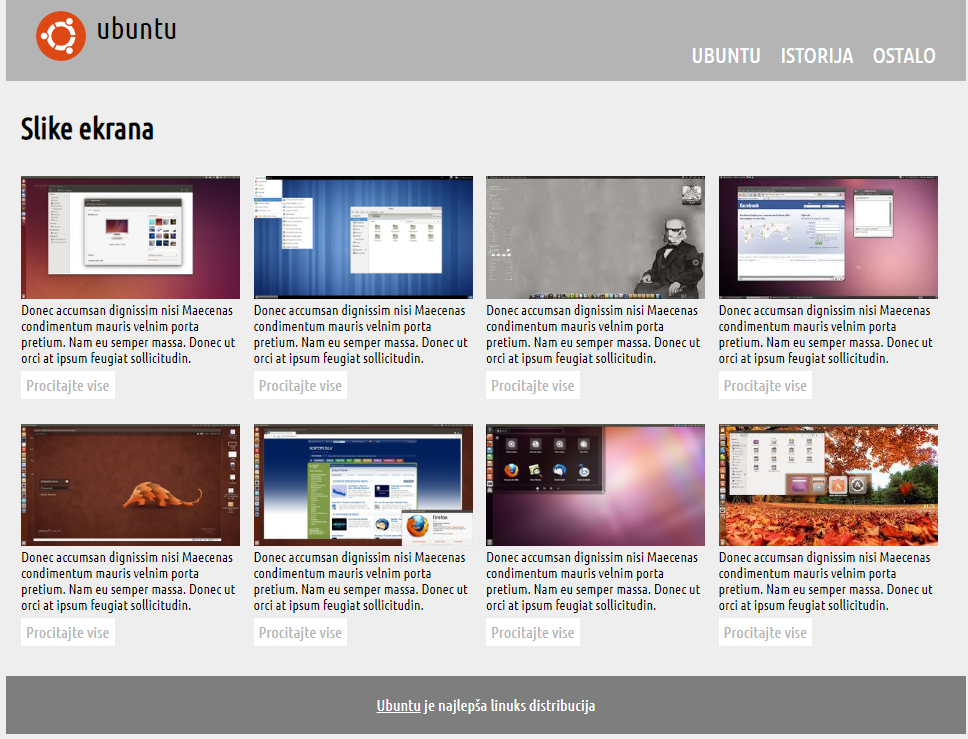 ubuntu
UBUNTU ISTORIJA OSTALO
Slike ekrana
facebook
Donec accumsan dignissim nisi Maecenas
condimentum mauris velnim porta
pretium. Nam eu semper massa. Donec ut
orci at ipsum feugiat sollicitudin.
Procitajte vise
Donec accumsan dignissim nisi Maecenas
condimentum mauris velnim porta
pretium. Nam eu semper massa. Donec ut
orci at ipsum feugiat sollicitudin.
Procitajte vise
Donec accumsan dignissim nisi Maecenas
condimentum mauris velnim porta
pretium. Nam eu semper massa. Donec ut
orci at ipsum feugiat sollicitudin.
Procitajte vise
Donec accumsan dignissim nisi Maecenas
condimentum mauris velnim porta
pretium. Nam eu semper massa. Donec ut
orci at ipsum feugiat sollicitudin.
Procitajte vise
SOFTPEDIA
Firefox
Donec accumsan dignissim nisi Maecenas
condimentum mauris velnim porta
pretium. Nam eu semper massa. Donec ut
orci at ipsum feugiat sollicitudin.
Procitajte vise
Donec accumsan dignissim nisi Maecenas
condimentum mauris velnim porta
pretium. Nam eu semper massa. Donec ut
orci at ipsum feugiat sollicitudin.
Procitajte vise
Donec accumsan dignissim nisi Maecenas
condimentum mauris velnim porta
pretium. Nam eu semper massa. Donec ut
orci at ipsum feugiat sollicitudin.
Procitajte vise
Donec accumsan dignissim nisi Maecenas
condimentum mauris velnim porta
pretium. Nam eu semper massa. Donec ut
orci at ipsum feugiat sollicitudin.
Procitajte vise
Ubuntu je najlepša linuks distribucija